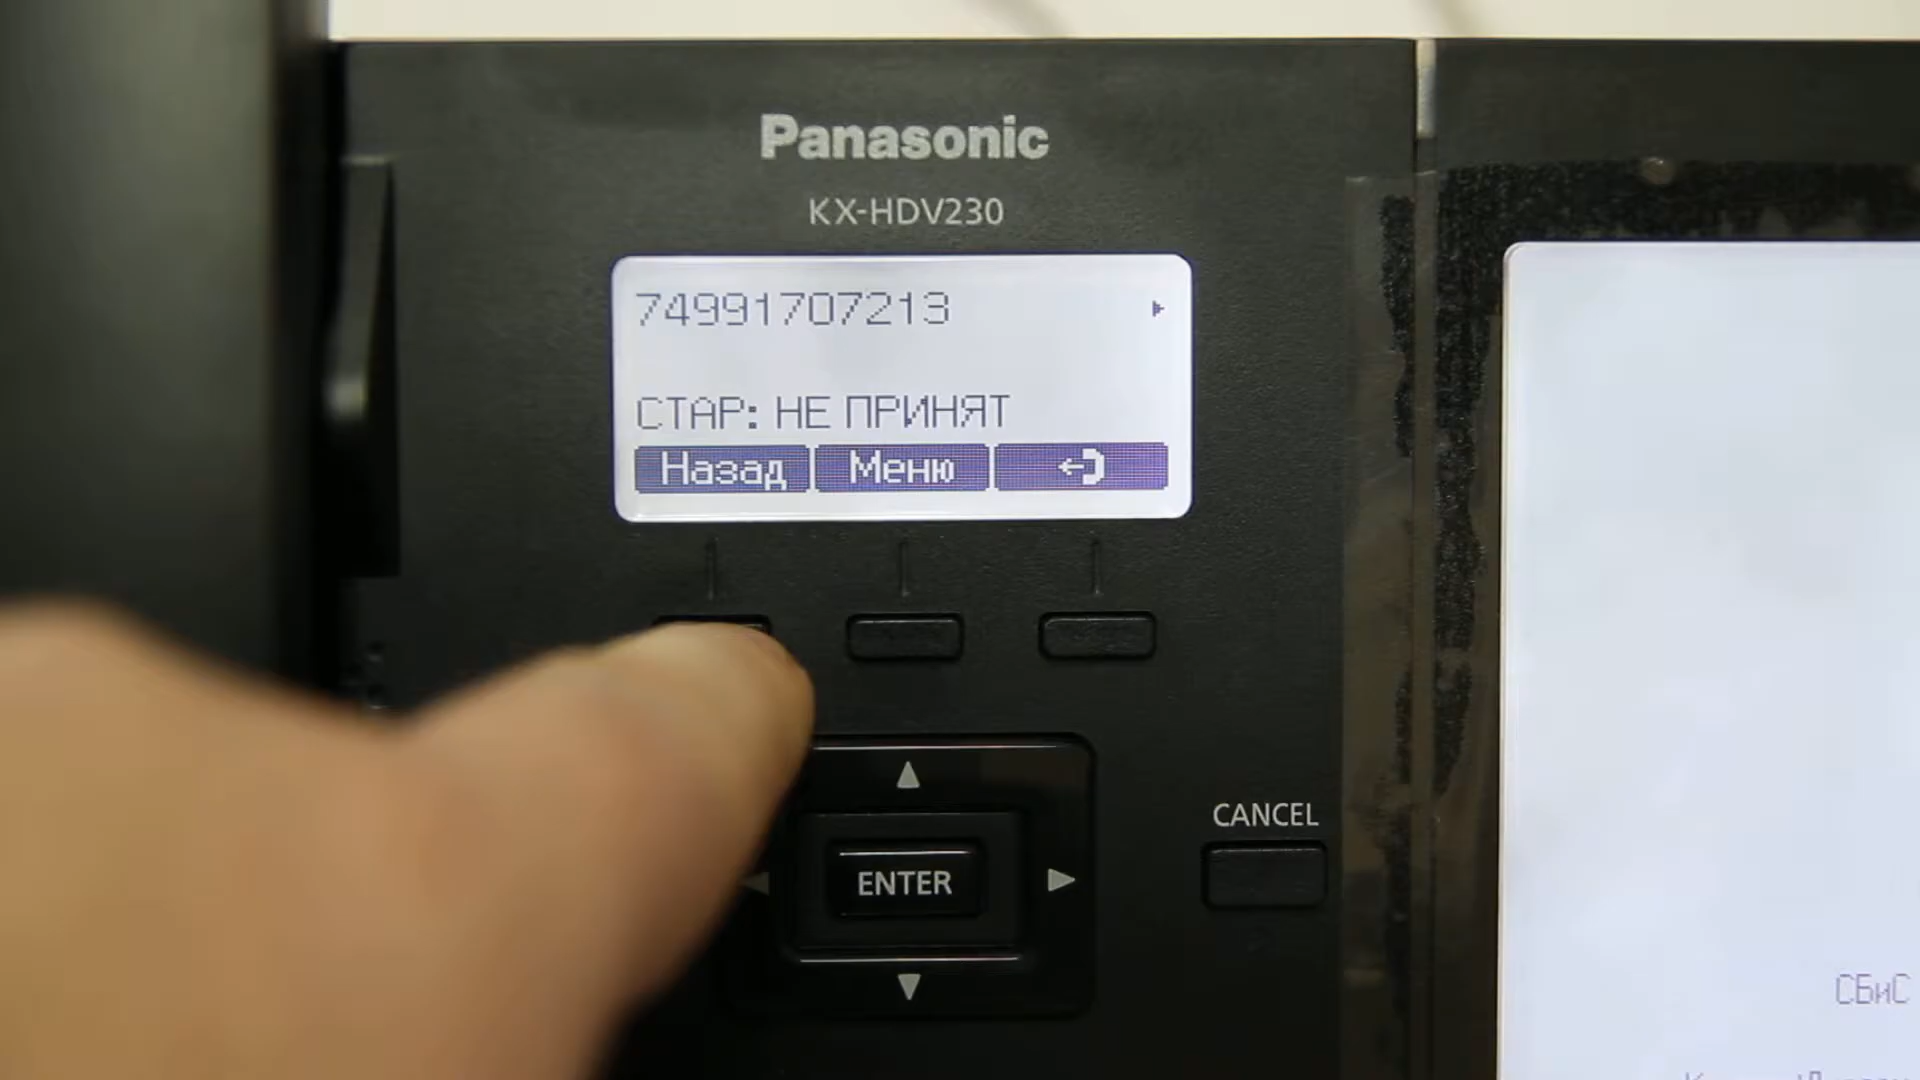 Panasonic
KX-HDV230
74991707213
СТАР: НЕ ПРИНЯТ
Назад Меню
CANCEL
ENTER
СБиС